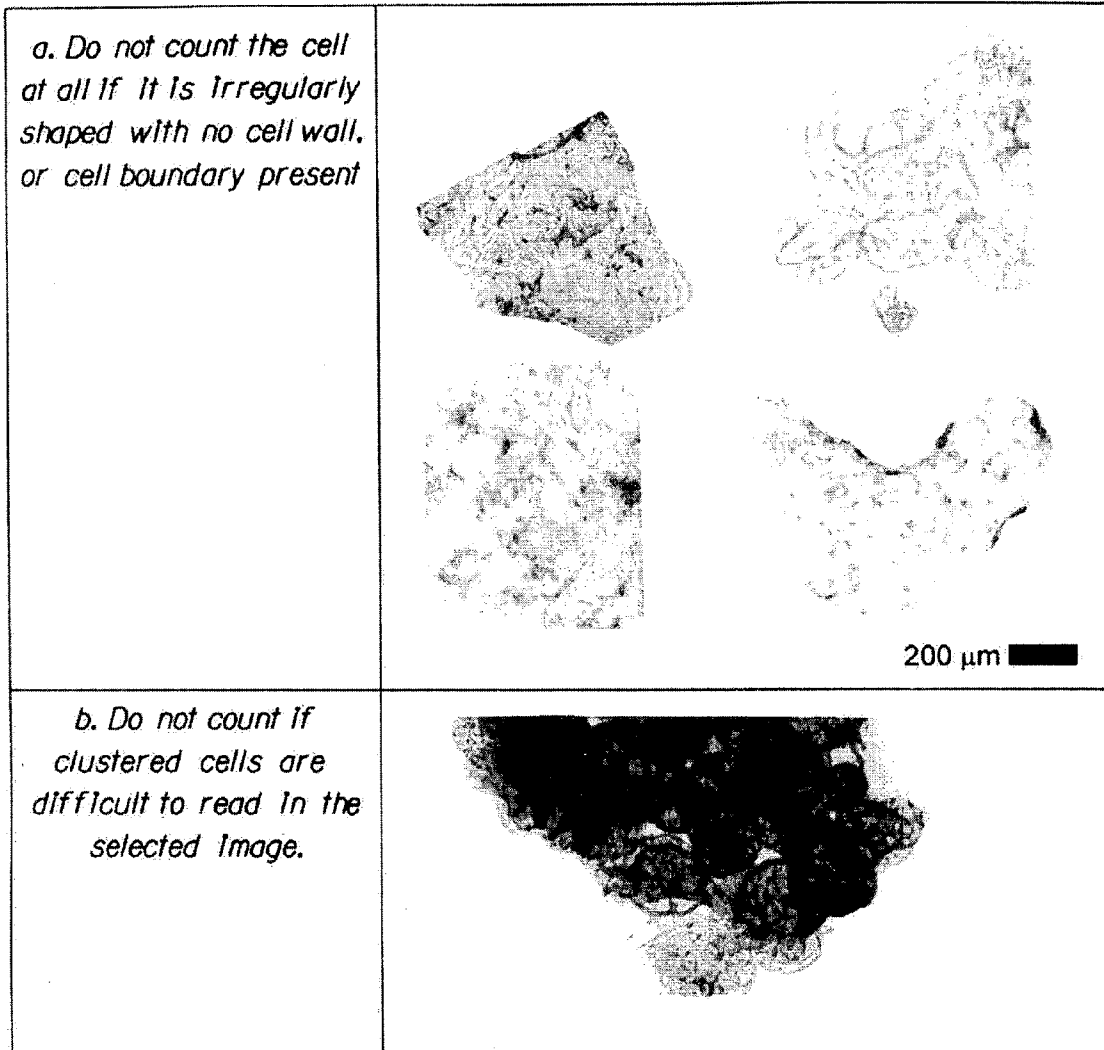 a. Do not count the cell
at all if it is irregularly
shaped with no cell wall.
or cell boundary present
200 µm
b. Do not count if
clustered cells are
difficult to read in the
selected image.